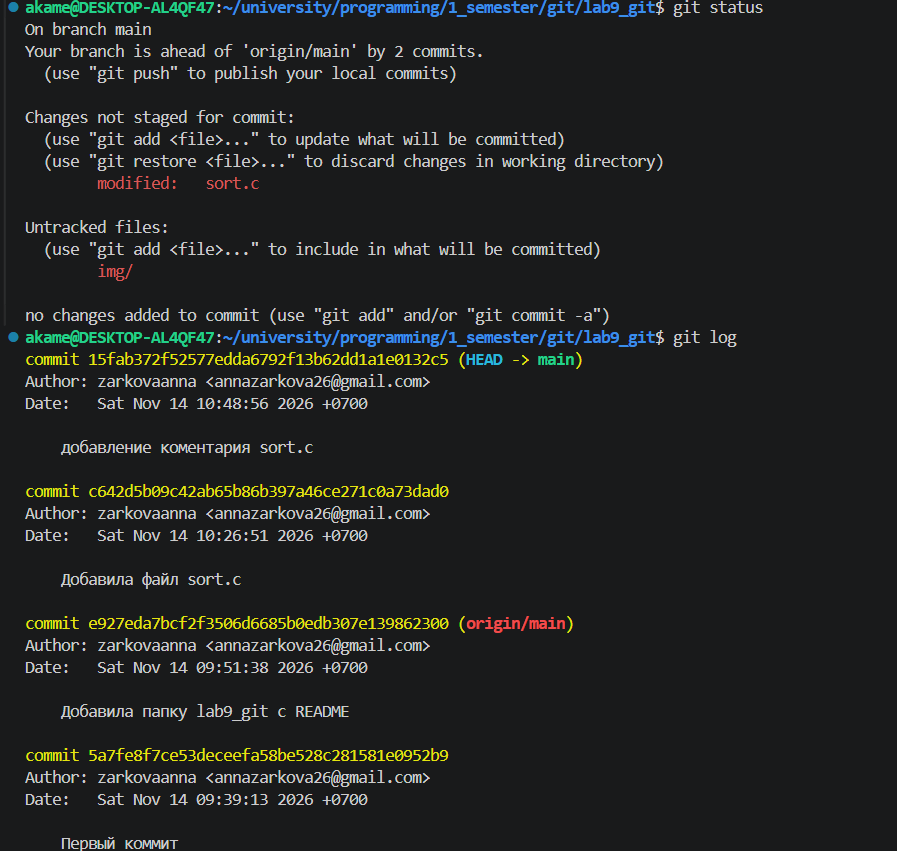 akame@DESKTOP-AL4QF47:~/university/programming/1_semester/git/lab9_git$ git status
On branch main
Your branch is ahead of 'origin/main' by 2 commits.
  (use "git push" to publish your local commits)
Changes not staged for commit:
  (use "git add <file>..." to update what will be committed)
  (use "git restore <file>..." to discard changes in working directory)
        modified:   sort.c
Untracked files:
  (use "git add <file>..." to include in what will be committed)
        img/
no changes added to commit (use "git add" and/or "git commit -a")
akame@DESKTOP-AL4QF47:~/university/programming/1_semester/git/lab9_git$ git log
commit 15fab372f52577edda6792f13b62dd1a1e0132c5 (HEAD -> main)
Author: zarkovaanna <annazarkova26@gmail.com>
Date:   Sat Nov 14 10:48:56 2026 +0700
    добавление коментария sort.c
commit c642d5b09c42ab65b86b397a46ce271c0a73dad0
Author: zarkovaanna <annazarkova26@gmail.com>
Date:   Sat Nov 14 10:26:51 2026 +0700
    Добавила файл sort.c
commit e927eda7bcf2f3506d6685b0edb307e139862300 (origin/main)
Author: zarkovaanna <annazarkova26@gmail.com>
Date:   Sat Nov 14 09:51:38 2026 +0700
    Добавила папку lab9_git с README
commit 5a7fe8f7ce53deceefa58be528c281581e0952b9
Author: zarkovaanna <annazarkova26@gmail.com>
Date:   Sat Nov 14 09:39:13 2026 +0700
    Первый коммит